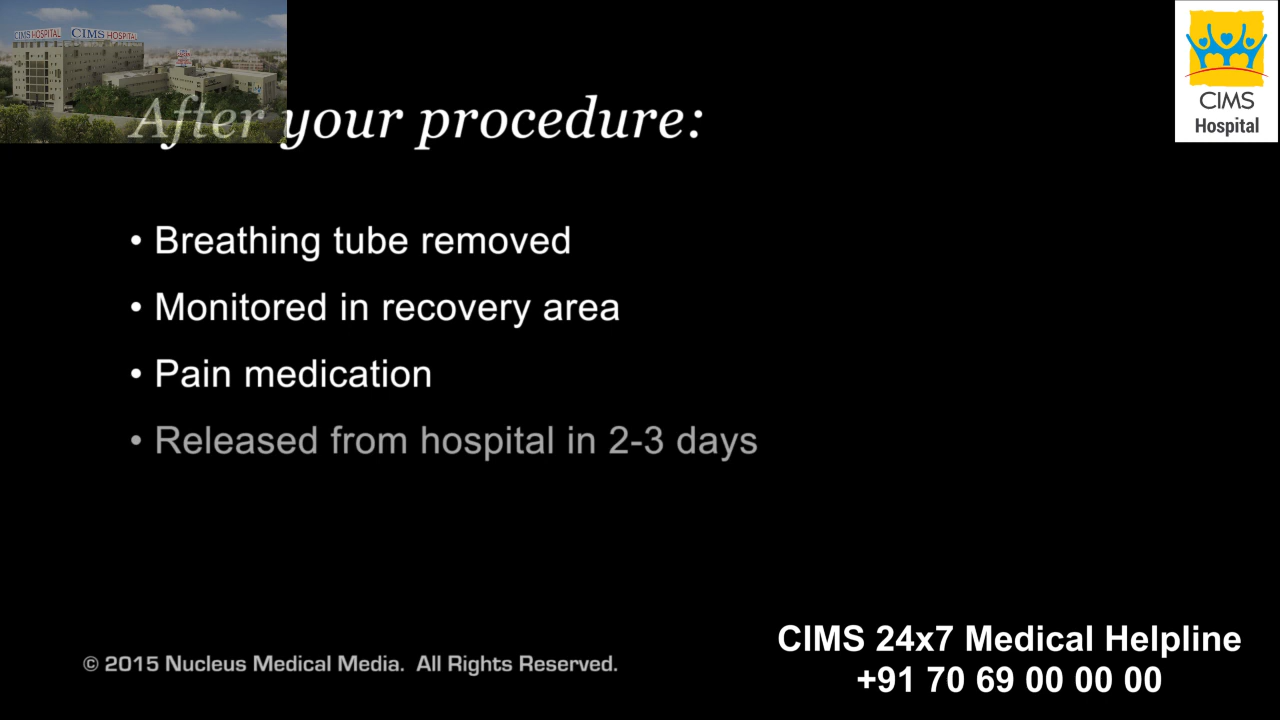 CIMS HOSPITAL CIMS HOSPITAL
CIMS
Hospital
After your procedure:
• Breathing tube removed
• Monitored in recovery area
• Pain medication
• Released from hospital in 2-3 days
CIMS 24x7 Medical Helpline
+91 70 69 00 00 00
© 2015 Nucleus Medical Media. All Rights Reserved.